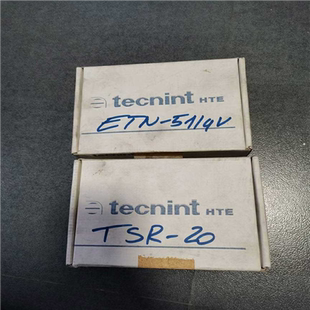 tecnint HTE
ETN-51/4V
tecnint HTE
TSR-20